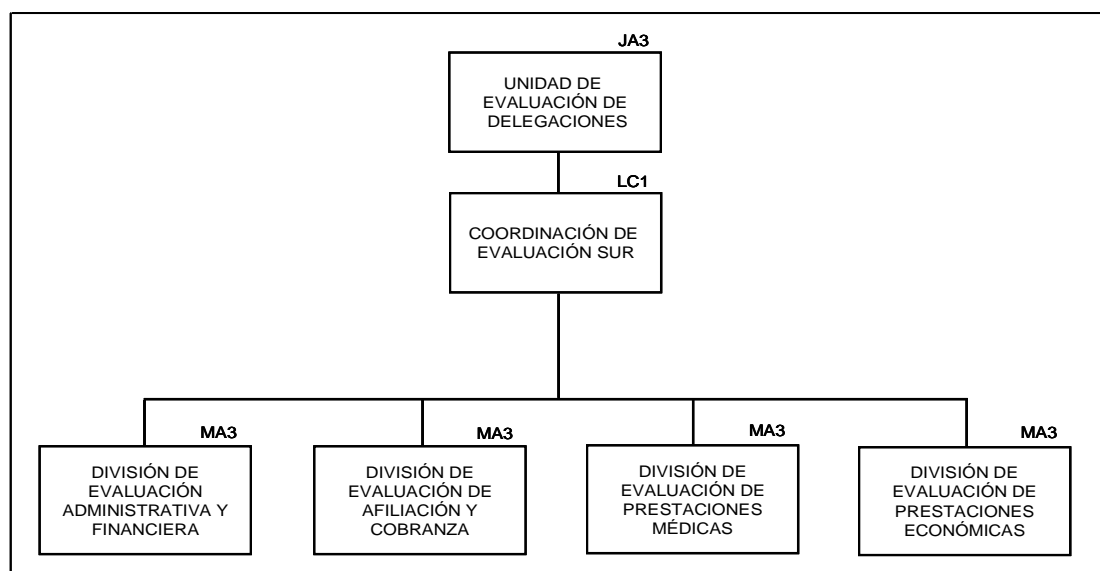 JA3
UNIDAD DE
EVALUACIÓN DE
DELEGACIONES
LC1
COORDINACIÓN DE
EVALUACIÓN SUR
MA3
DIVISIÓN DE
EVALUACIÓN
ADMINISTRATIVA Y
FINANCIERA
MA3
DIVISIÓN DE
EVALUACIÓN DE
AFILIACIÓN Y
COBRANZA
MA3
DIVISIÓN DE
EVALUACIÓN DE
PRESTACIONES
MÉDICAS
MA3
DIVISIÓN DE
EVALUACIÓN DE
PRESTACIONES
ECONÓMICAS